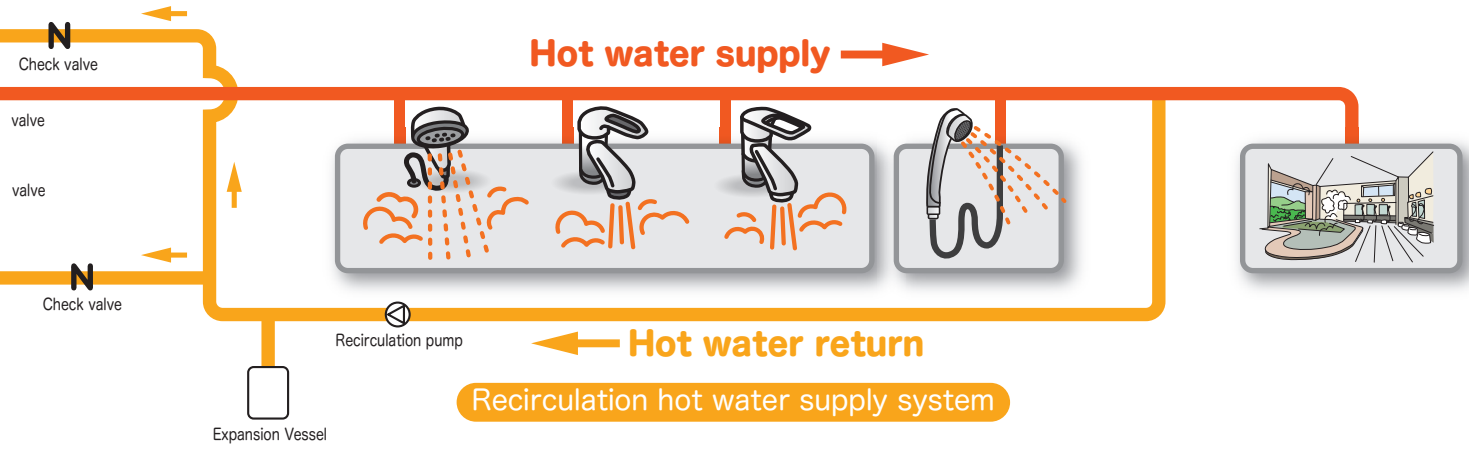 Check valve
Hot water supply
valve
valve
Check valve
Recirculation pump
Hot water return
Recirculation hot water supply system
Expansion Vessel